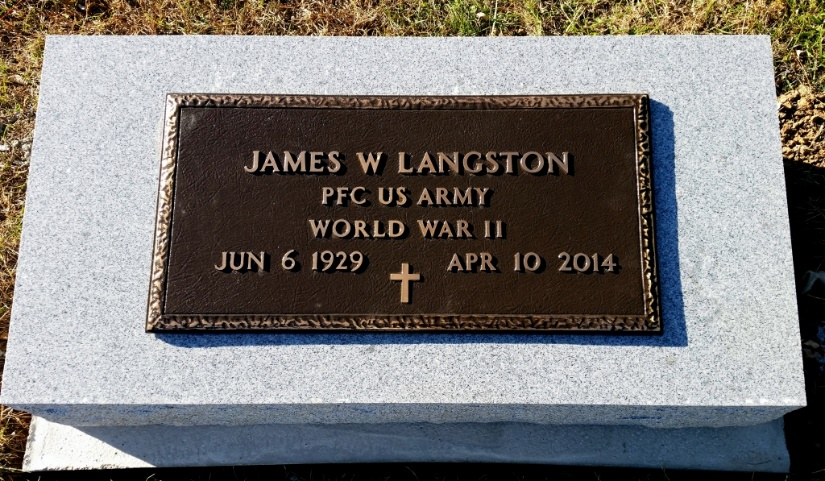 JAMES W LANGSTON
PFC US ARMY
WORLD WAR II
JUN 6 1929 APR 10 2014